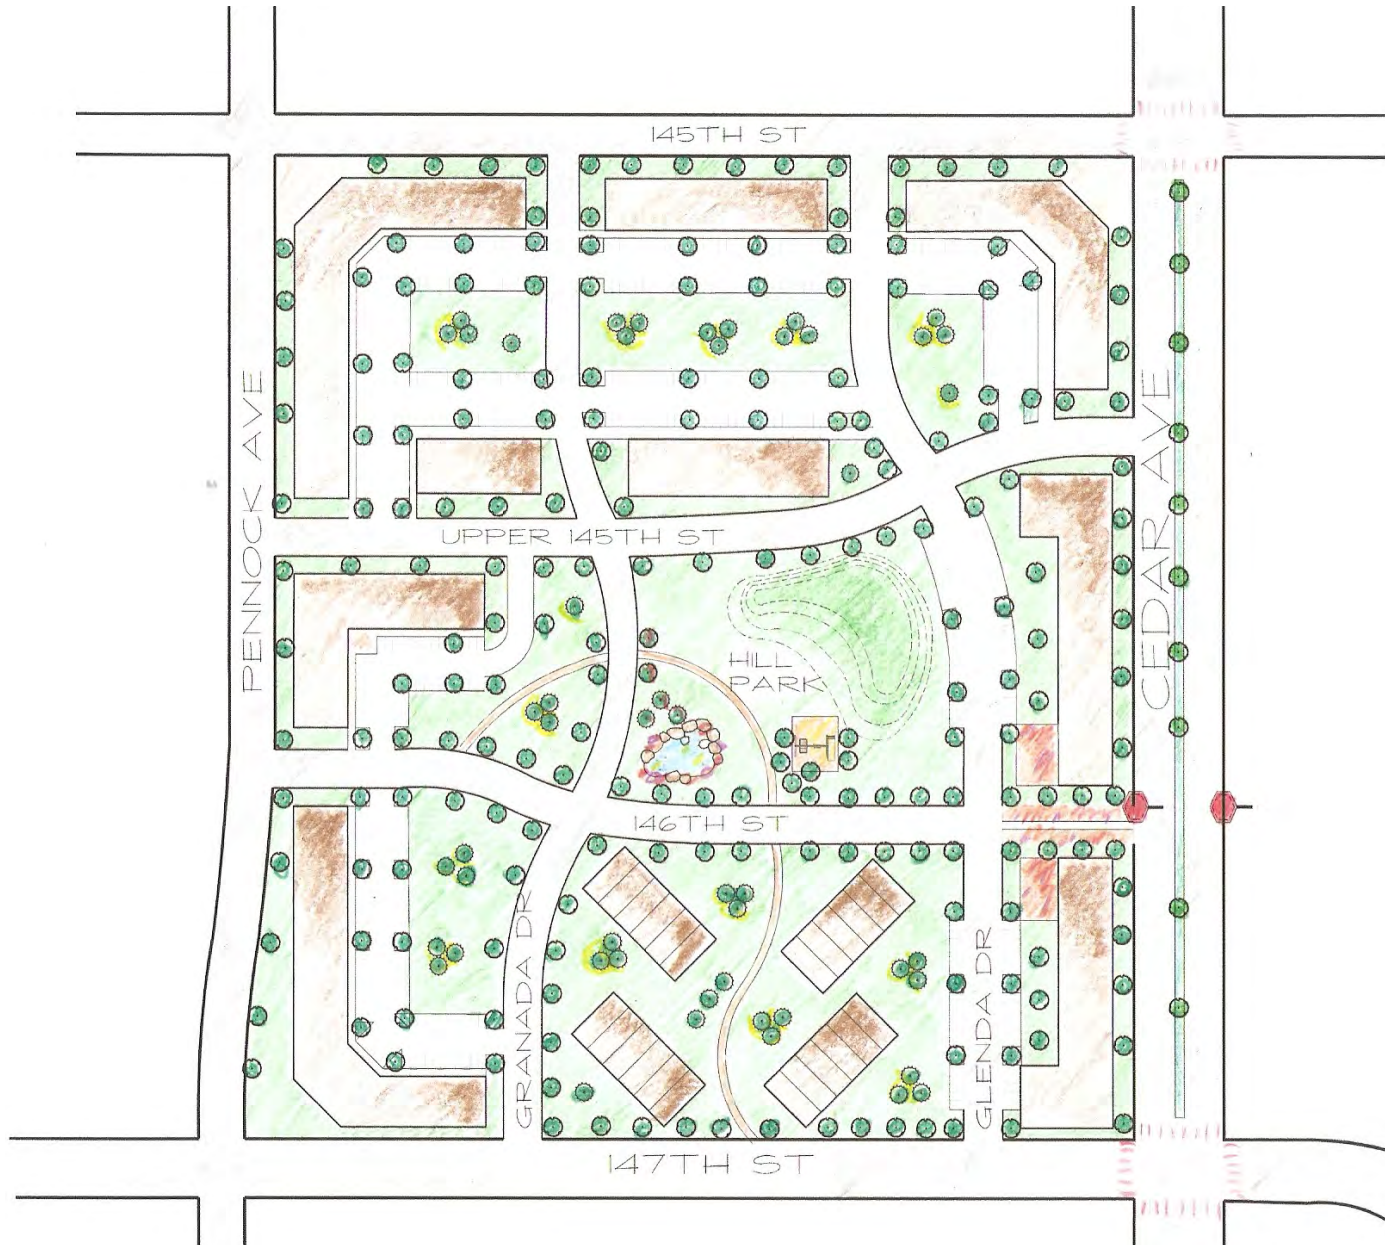 145TH ST
PENNOCK AVE
CEDAR AVE
UPPER 145TH ST
HILL
PARK
146TH ST
GRANADA DR
GLENDA DR
147TH ST